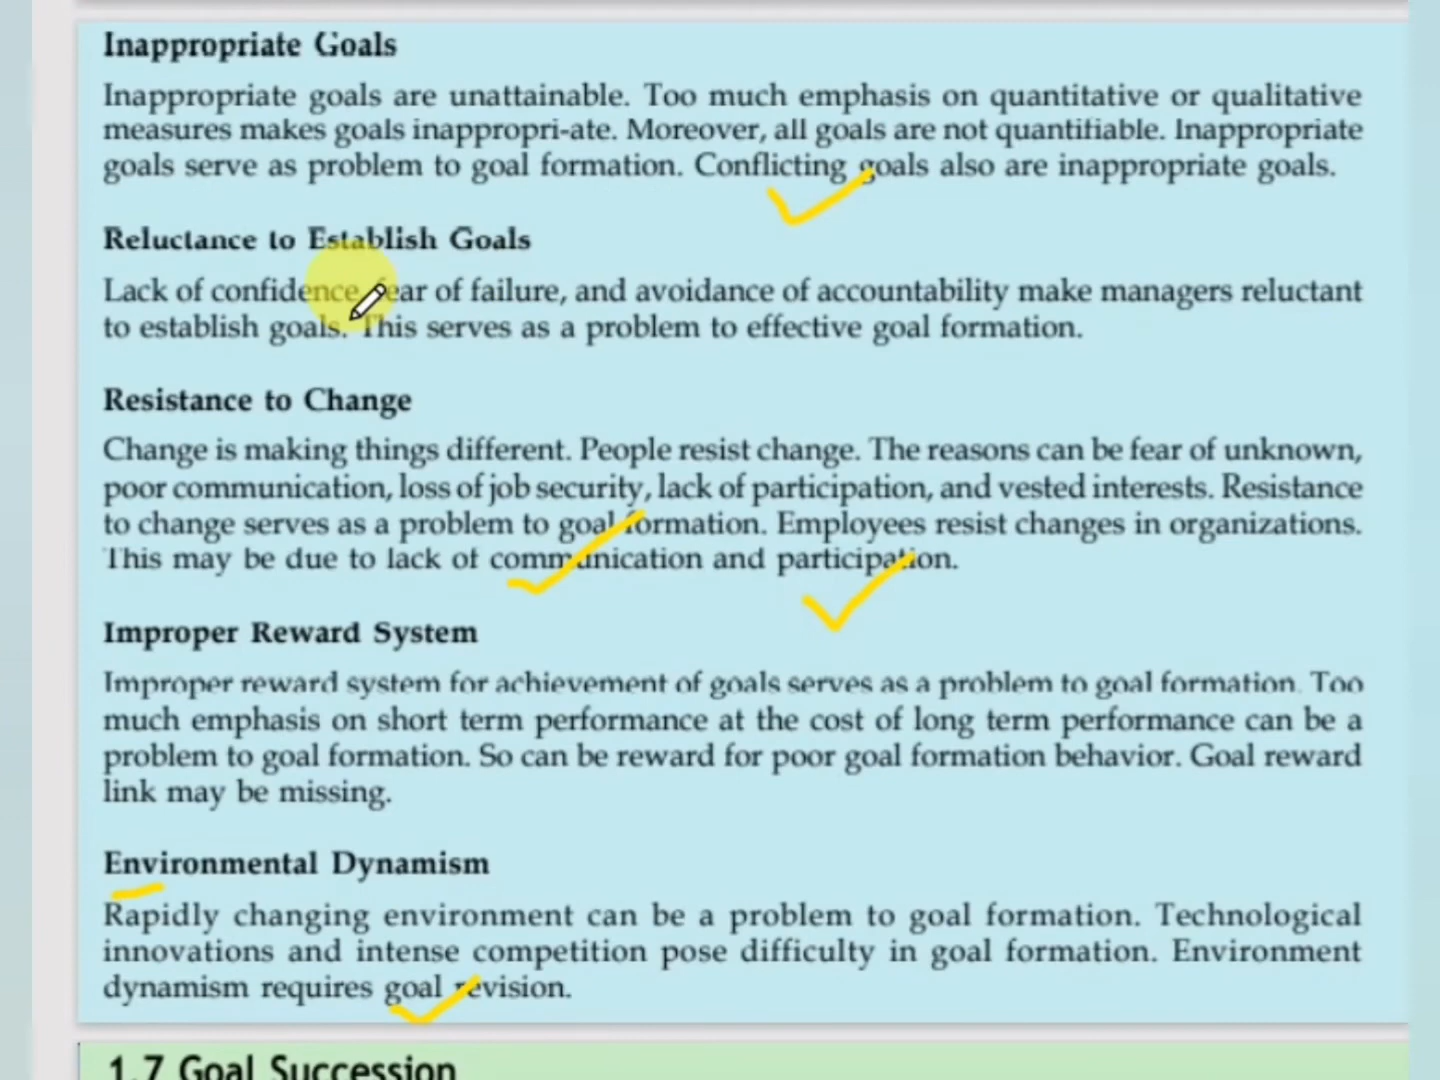 Inappropriate Goals
Inappropriate goals are unattainable. Too much emphasis on quantitative or qualitative
measures makes goals inappropri-ate. Moreover, all goals are not quantifiable. Inappropriate
goals serve as problem to goal formation. Conflicting goals also are inappropriate goals.
Reluctance to Establish Goals
Lack of confidence fear of failure, and avoidance of accountability make managers reluctant
to establish goals. This serves as a problem to effective goal formation.
Resistance to Change
Change is making things different. People resist change. The reasons can be fear of unknown,
poor communication, loss of job security, lack of participation, and vested interests. Resistance
to change serves as a problem to goal formation. Employees resist changes in organizations.
This may be due to lack of communication and participation.
Improper Reward System
Improper reward system for achievement of goals serves as a problem to goal formation. Too
much emphasis on short term performance at the cost of long term performance can be a
problem to goal formation. So can be reward for poor goal formation behavior. Goal reward
link may be missing.
Environmental Dynamism
Rapidly changing environment can be a problem to goal formation. Technological
innovations and intense competition pose difficulty in goal formation. Environment
dynamism requires goal revision.
1.7 Goal Succession